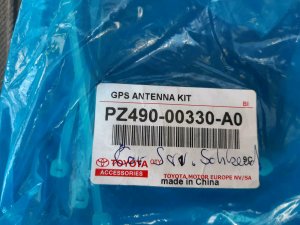 GPS ANTENNA KIT
BI
PZ490-00330-A0
TOYOTA
ACCESSORIES
TOYOTA MOTOR EUROPE NV/SA
made in China